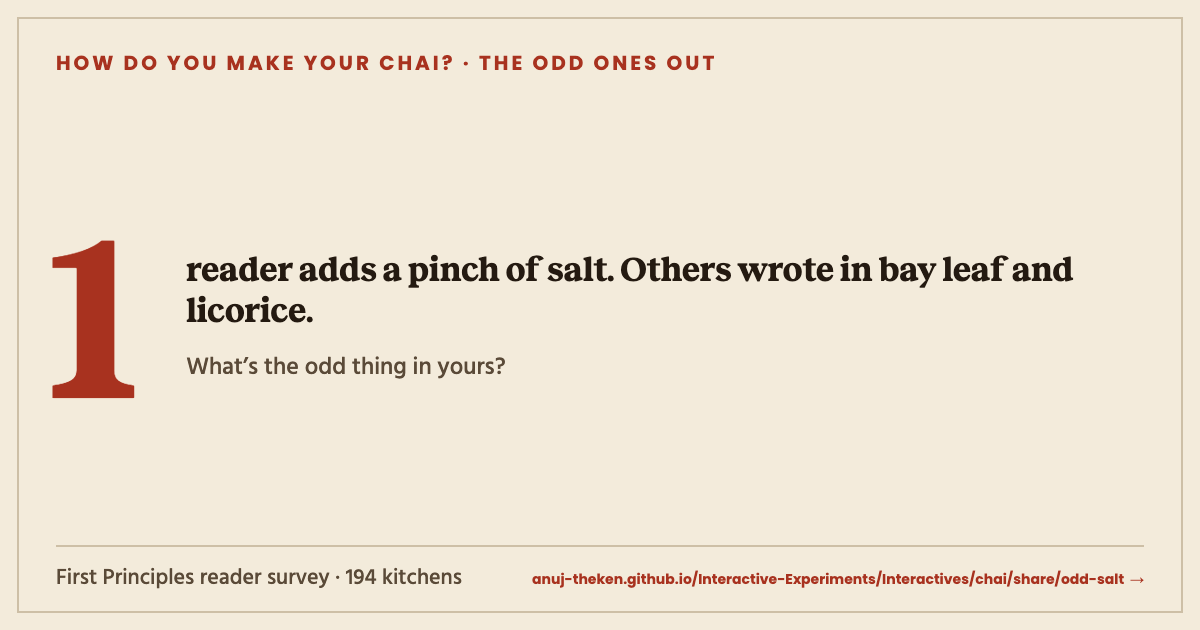 HOW DO YOU MAKE YOUR CHAI? · THE ODD ONES OUT
1
reader adds a pinch of salt. Others wrote in bay leaf and
licorice.
What’s the odd thing in yours?
First Principles reader survey · 194 kitchens
anuj-theken.github.io/Interactive-Experiments/Interactives/chai/share/odd-salt →